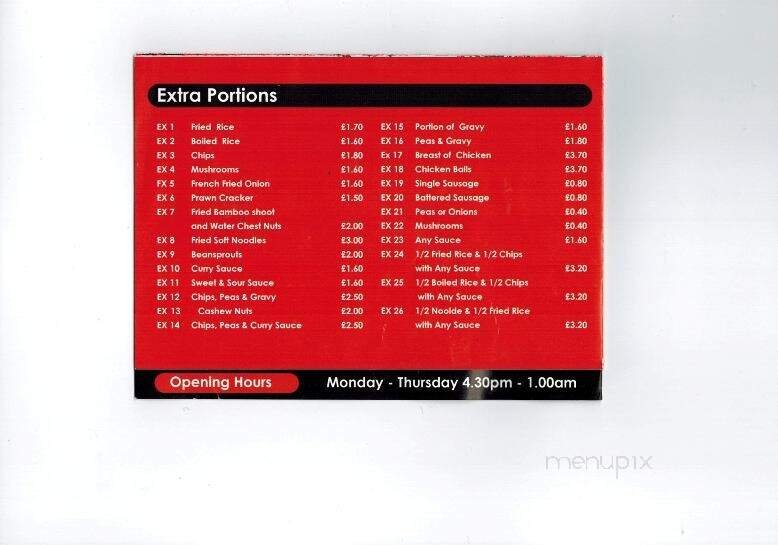 Extra Portions
EX 1 Fried Rice £1.70
EX 2 Boiled Rice £1.60
EX 3 Chips £1.80
EX 4 Mushrooms £1.60
FX 5 French Fried Onion £1.60
EX 6 Prawn Cracker £1.50
EX 7 Fried Bamboo shoot
and Water Chest Nuts £2.00
EX 8 Fried Soft Noodles £3.00
EX 9 Beansprouts £2.00
EX 10 Curry Sauce £1.60
EX 11 Sweet & Sour Sauce £1.60
EX 12 Chips, Peas & Gravy £2.50
EX 13 Cashew Nuts £2.00
EX 14 Chips, Peas & Curry Sauce £2.50
EX 15 Portion of Gravy £1.60
EX 16 Peas & Gravy £1.80
Ex 17 Breast of Chicken £3.70
EX 18 Chicken Balls £3.70
EX 19 Single Sausage £0.80
EX 20 Battered Sausage £0.80
EX 21 Peas or Onions £0.40
EX 22 Mushrooms £0.40
EX 23 Any Sauce £1.60
EX 24 1/2 Fried Rice & 1/2 Chips
with Any Sauce £3.20
EX 25 1/2 Boiled Rice & 1/2 Chips
with Any Sauce £3.20
EX 26 1/2 Noolde & 1/2 Fried Rice
with Any Sauce £3.20
Opening Hours Monday - Thursday 4.30pm - 1.00am
menupix